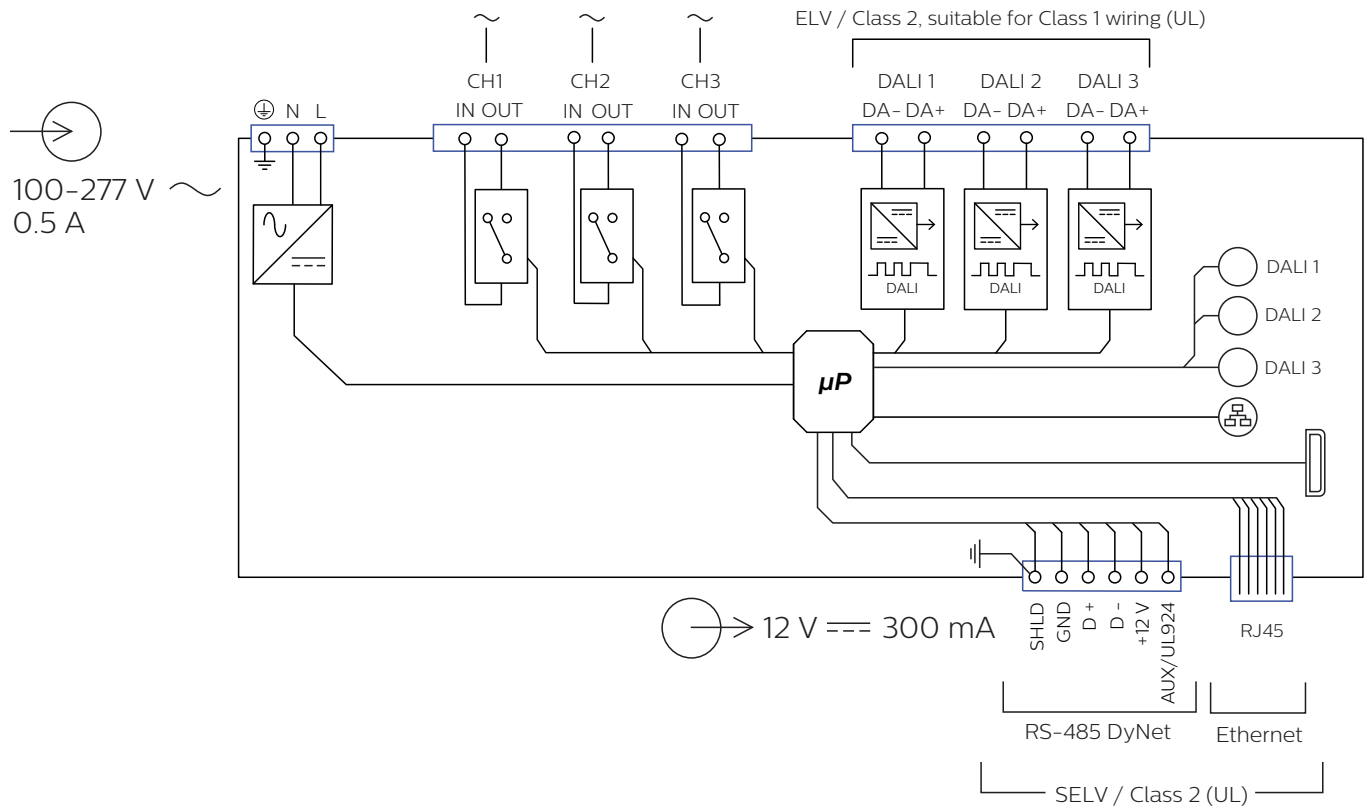 ELV / Class 2, suitable for Class 1 wiring (UL)
CH1 CH2 CH3 DALI 1 DALI 2 DALI 3
N L IN OUT IN OUT IN OUT DA- DA+ DA- DA+ DA- DA+
100-277 V
0.5 A
DALI DALI DALI
DALI 1
DALI 2
DALI 3
µP
12 V 300 mA
SHLD
GND
D +
D -
+12 V
AUX/UL924
RJ45
RS-485 DyNet
Ethernet
SELV / Class 2 (UL)